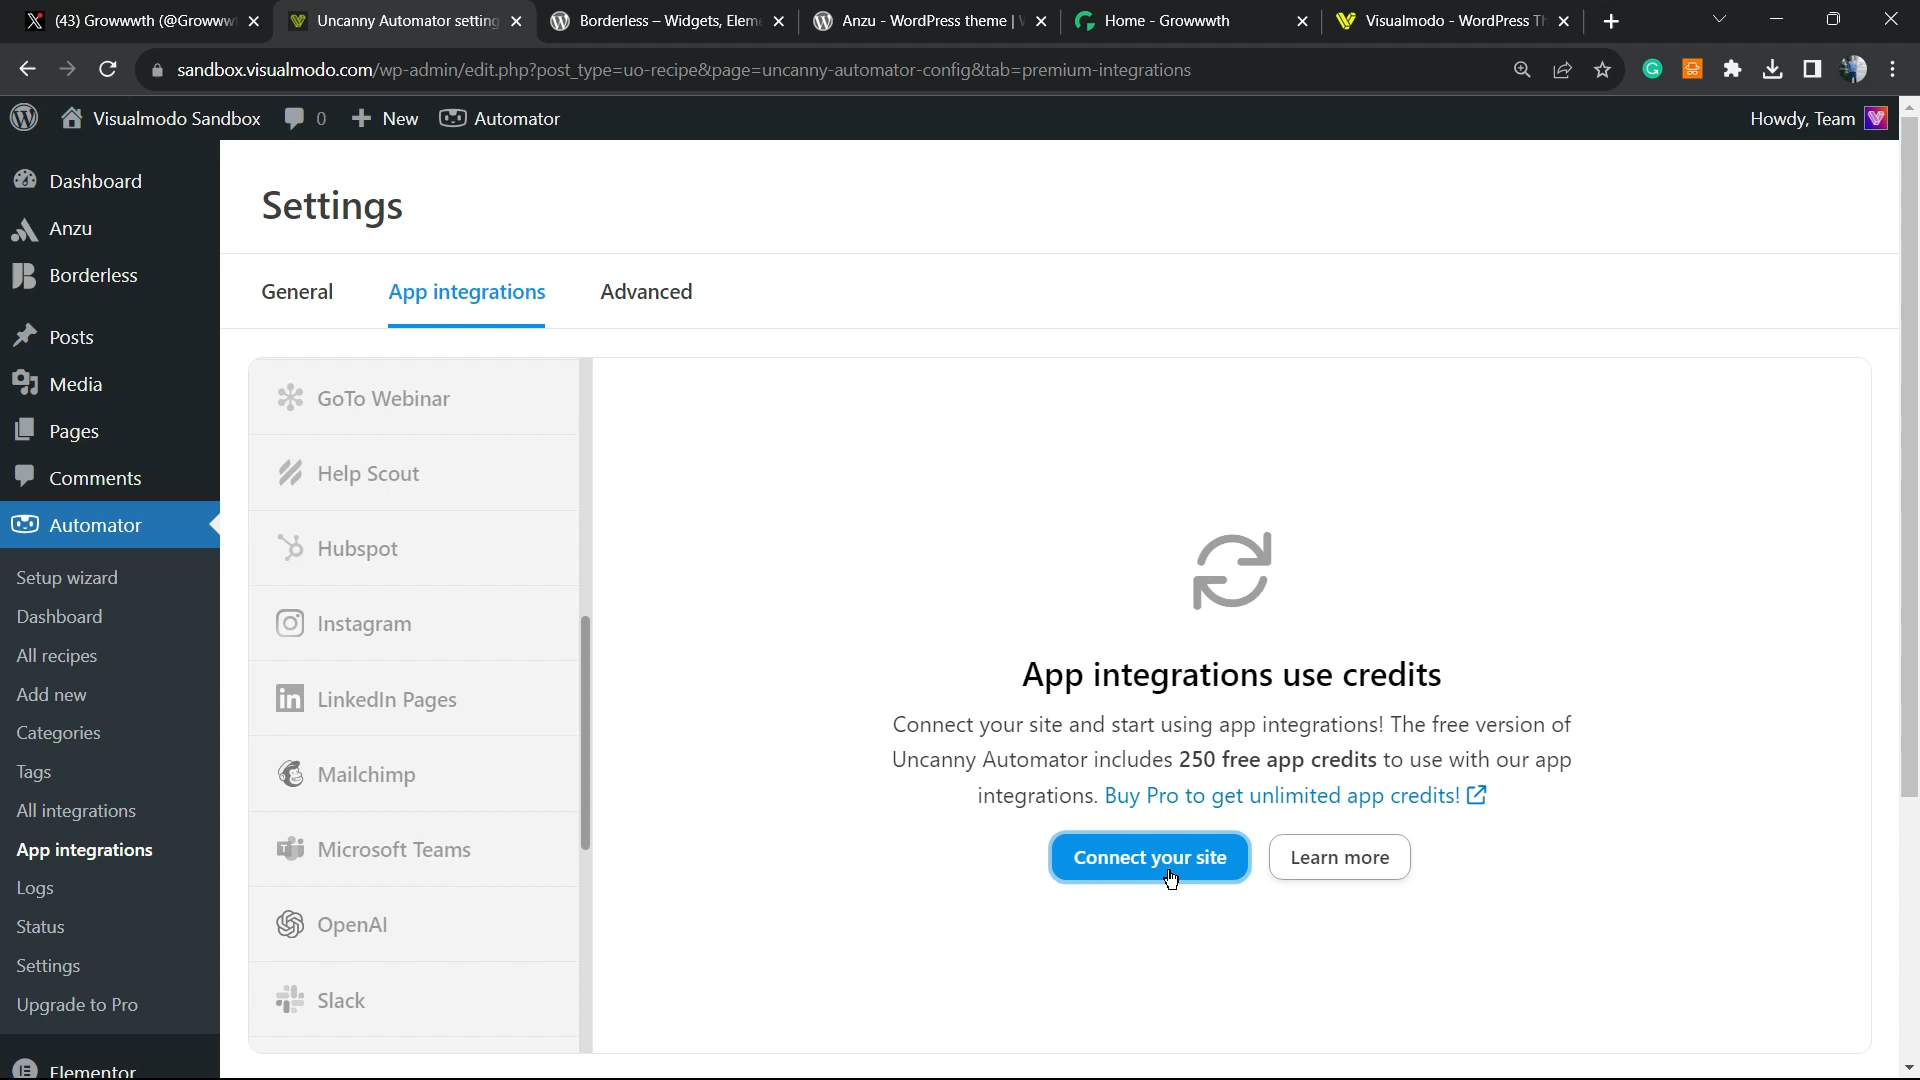 (43) Growwwth (@Growww
Uncanny Automator setting
Borderless – Widgets, Elem
Anzu - WordPress theme |
Home - Growwwth
Visualmodo - WordPress Th
sandbox.visualmodo.com/wp-admin/edit.php?post_type=uo-recipe&page=uncanny-automator-config&tab=premium-integrations
Visualmodo Sandbox
0
New
Automator
Howdy, Team
Dashboard
Anzu
Borderless
Posts
Media
Pages
Comments
Automator
Setup wizard
Dashboard
All recipes
Add new
Categories
Tags
All integrations
App integrations
Logs
Status
Settings
Upgrade to Pro
Elementor
Settings
General
App integrations
Advanced
GoTo Webinar
Help Scout
Hubspot
Instagram
LinkedIn Pages
Mailchimp
Microsoft Teams
OpenAI
Slack
App integrations use credits
Connect your site and start using app integrations! The free version of
Uncanny Automator includes 250 free app credits to use with our app
integrations. Buy Pro to get unlimited app credits!
Connect your site
Learn more